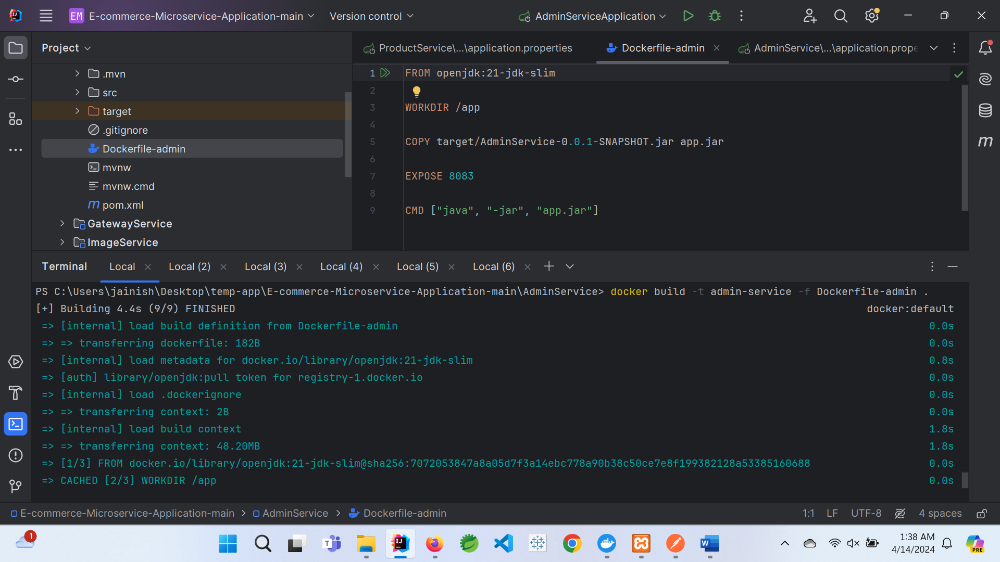 EM E-commerce-Microservice-Application-main Version control AdminServiceApplication
Project
ProductService\...\application.properties Dockerfile-admin AdminService\...\application.prope
.mvn
src
target
.gitignore
Dockerfile-admin
mvnw
mvnw.cmd
m pom.xml
GatewayService
ImageService
1 FROM openjdk:21-jdk-slim
2
3 WORKDIR /app
4
5 COPY target/AdminService-0.0.1-SNAPSHOT.jar app.jar
6
7 EXPOSE 8083
8
9 CMD ["java", "-jar", "app.jar"]
m
Terminal Local Local (2) Local (3) Local (4) Local (5) Local (6)
PS C:\Users\jainish\Desktop\temp-app\E-commerce-Microservice-Application-main\AdminService> docker build -t admin-service -f Dockerfile-admin .
[+] Building 4.4s (9/9) FINISHED docker:default
=> [internal] load build definition from Dockerfile-admin 0.0s
=> => transferring dockerfile: 182B 0.0s
=> [internal] load metadata for docker.io/library/openjdk:21-jdk-slim 0.8s
=> [auth] library/openjdk:pull token for registry-1.docker.io 0.0s
=> [internal] load .dockerignore 0.0s
=> => transferring context: 2B 0.0s
=> [internal] load build context 1.8s
=> => transferring context: 48.20MB 1.8s
=> [1/3] FROM docker.io/library/openjdk:21-jdk-slim@sha256:7072053847a8a05d7f3a14ebc778a90b38c50ce7e8f199382128a53385160688 0.0s
=> CACHED [2/3] WORKDIR /app 0.0s
E-commerce-Microservice-Application-main > AdminService > Dockerfile-admin 1:1 LF UTF-8 4 spaces
1
IJ
T
W
1:38 AM
4/14/2024
PRE